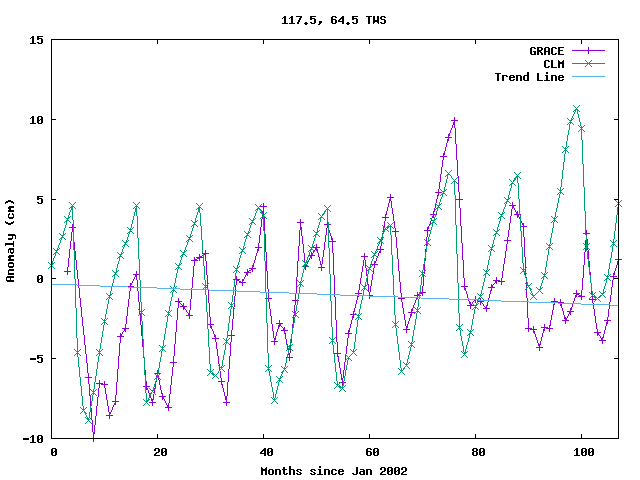 117.5, 64.5 TWS
GRACE
CLM
Trend Line
15
10
5
0
-5
-10
Anomaly (cm)
0 20 40 60 80 100
Months since Jan 2002